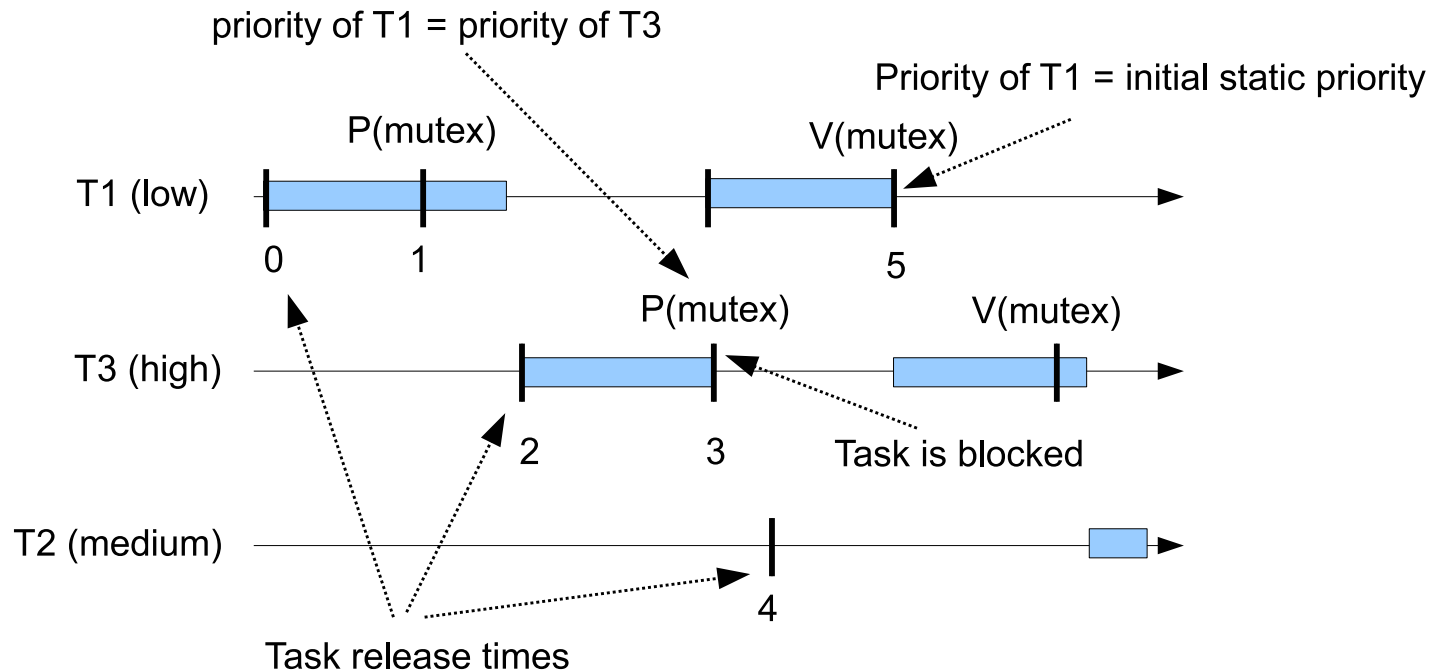 priority of T1 = priority of T3
Priority of T1 = initial static priority
P(mutex)
V(mutex)
T1 (low)
0
1
5
P(mutex)
V(mutex)
T3 (high)
2
3
Task is blocked
T2 (medium)
4
Task release times